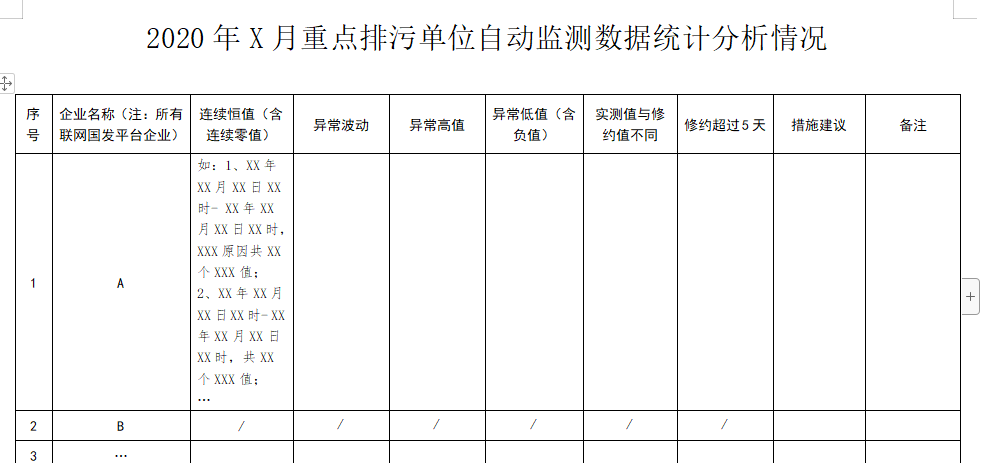 2020 年 X 月重点排污单位自动监测数据统计分析情况
序号
企业名称（注：所有
联网国发平台企业）
连续恒值（含
连续零值）
异常波动
异常高值
异常低值（含
负值）
实测值与修
约值不同
修约超过 5 天
措施建议
备注
1
A
如：1、XX 年
XX 月 XX 日 XX
时- XX 年 XX
月 XX 日 XX 时，
XXX 原因共 XX
个 XXX 值；
2、XX 年 XX 月
XX 日 XX 时-XX
年 XX 月 XX 日
XX 时，共 XX
个 XXX 值；
…
2
B
/
/
/
/
/
/
3
…